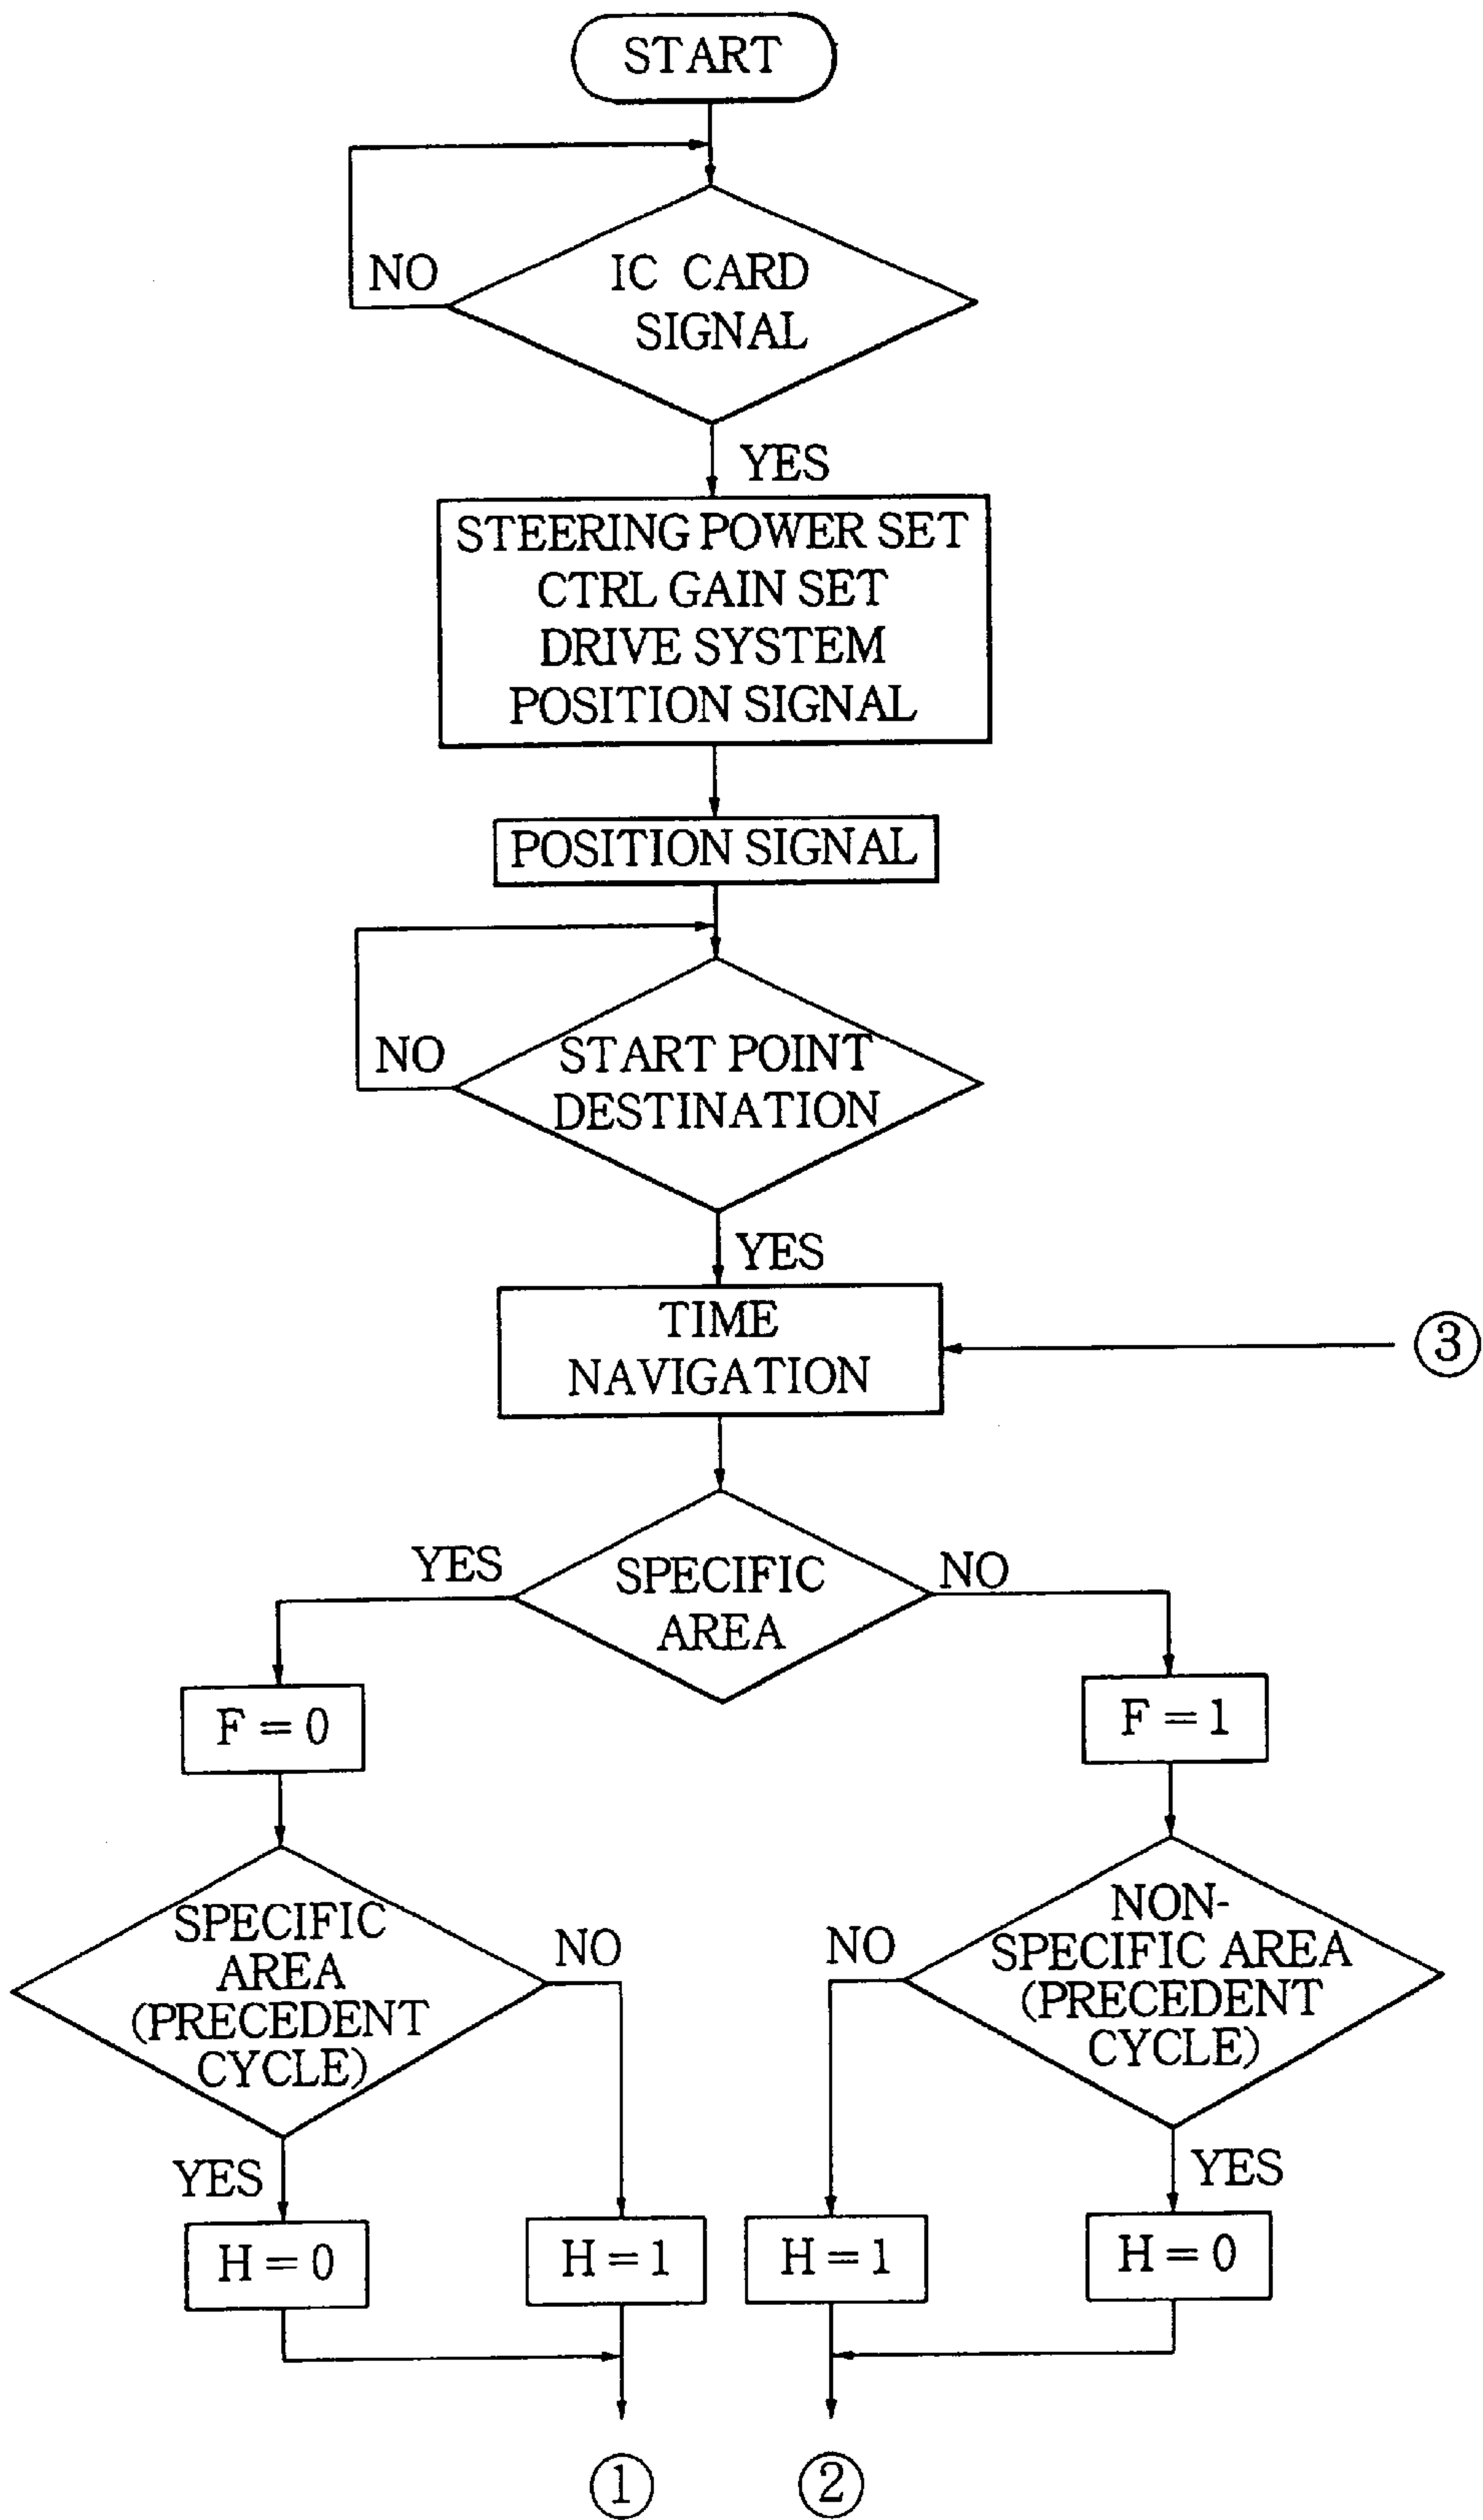 START
NO
IC CARD
SIGNAL
YES
STEERING POWER SET
CTRL GAIN SET
DRIVE SYSTEM
POSITION SIGNAL
POSITION SIGNAL
NO
START POINT
DESTINATION
YES
TIME
NAVIGATION
③
YES
SPECIFIC
AREA
NO
F = 0
F = 1
SPECIFIC
AREA
(PRECEDENT
CYCLE)
NO
NO
NON-
SPECIFIC AREA
(PRECEDENT
CYCLE)
YES
YES
H = 0
H = 1
H = 1
H = 0
①
②